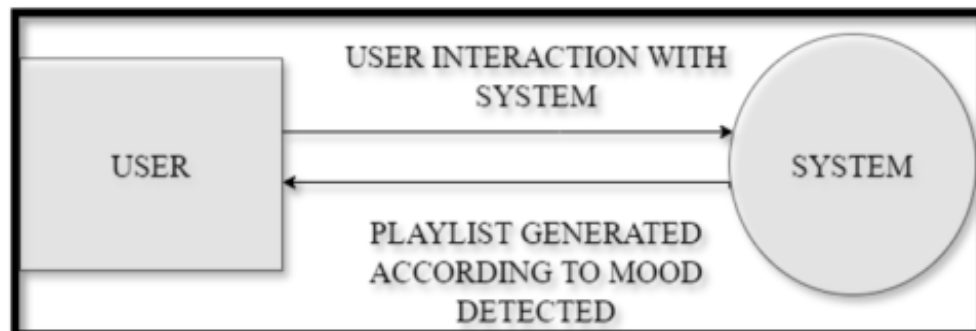 USER INTERACTION WITH
SYSTEM
USER
SYSTEM
PLAYLIST GENERATED
ACCORDING TO MOOD
DETECTED